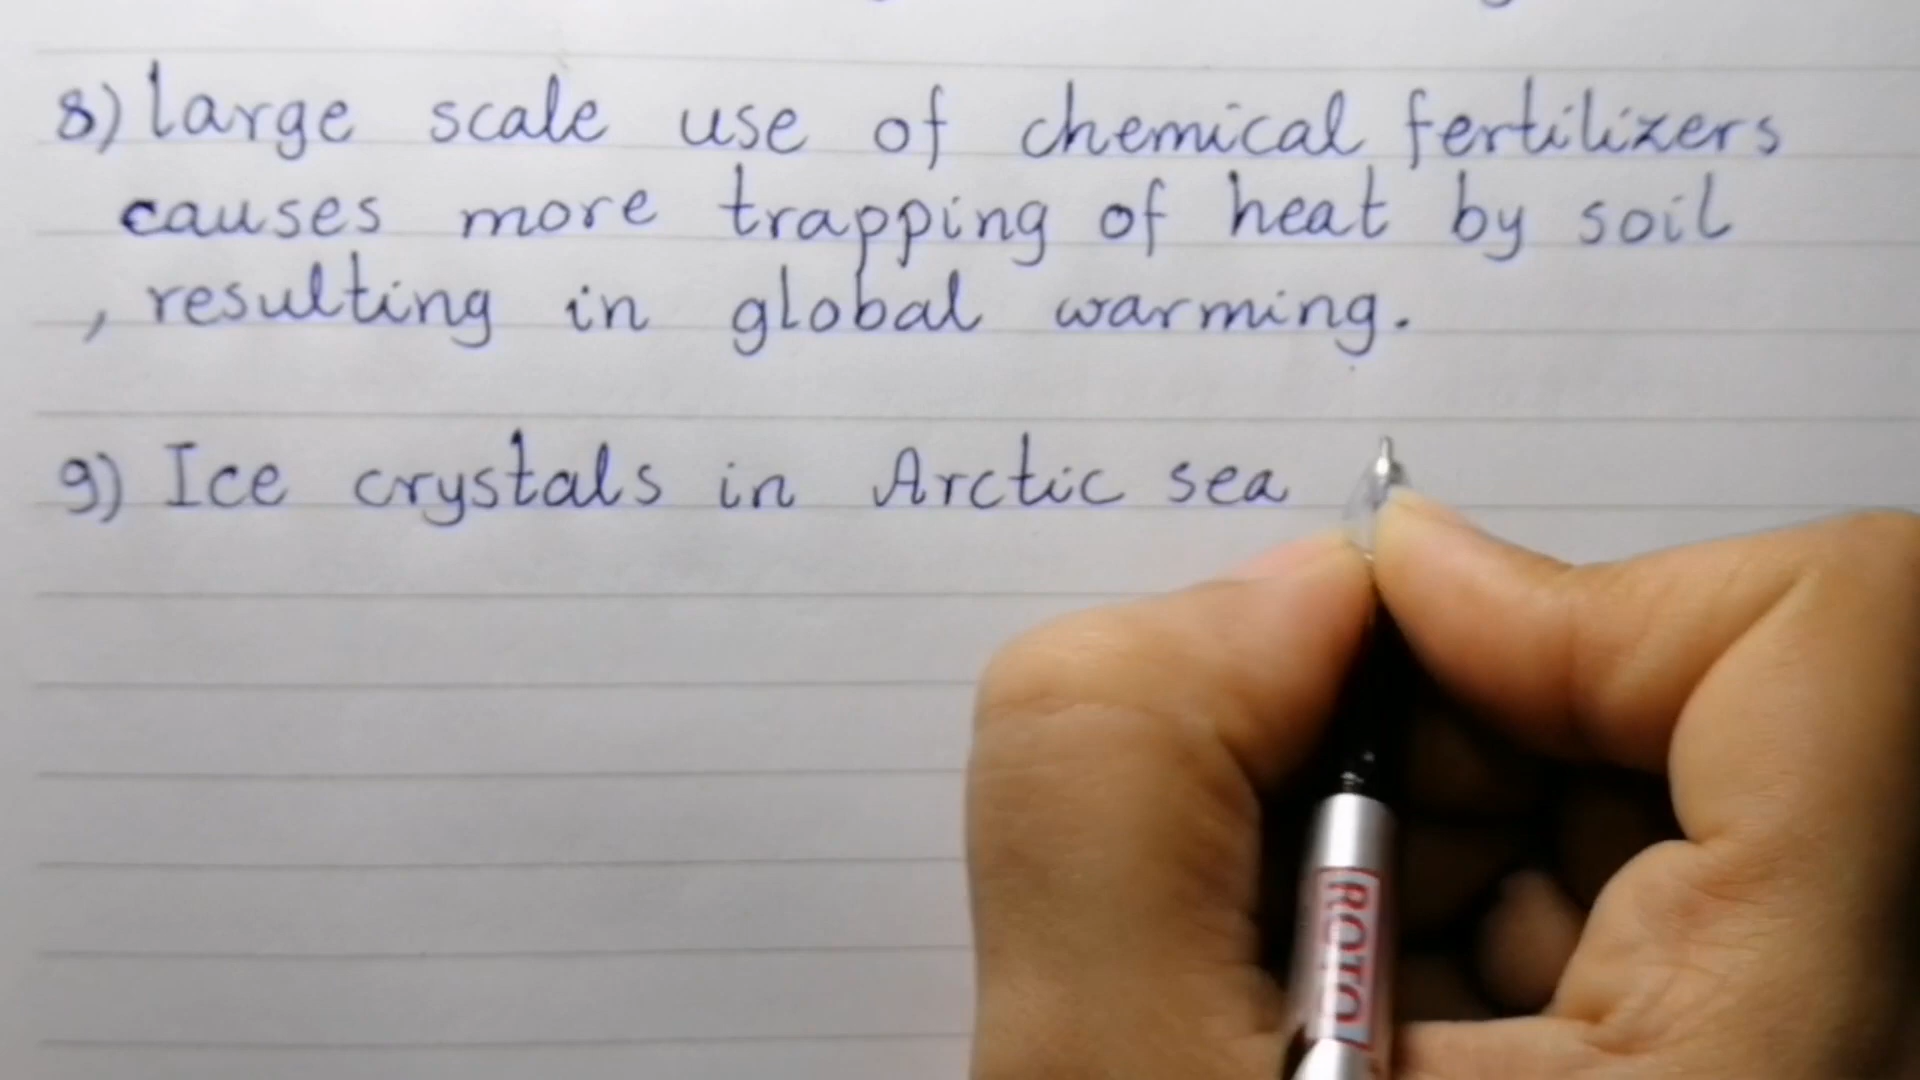 8) large scale use of chemical fertilizers
causes more trapping of heat by soil
, resulting in global warming.
9) Ice crystals in Arctic sea
ROTO